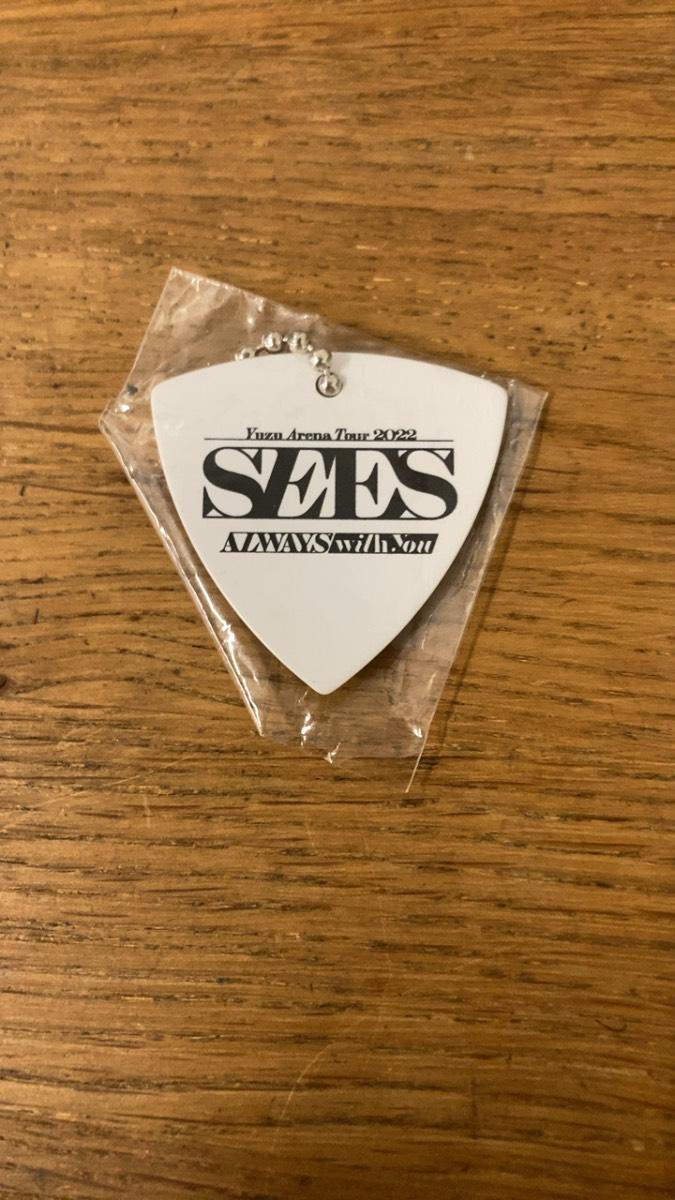 Yuzu Arena Tour 2022
SEES
ALWAYS with You